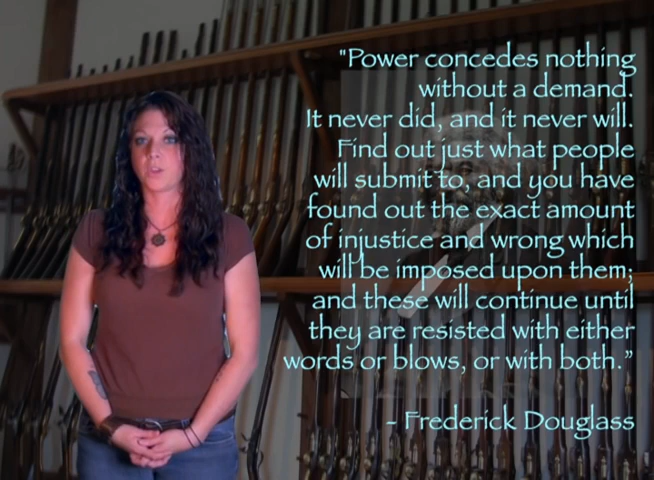 "Power concedes nothing
without a demand.
It never did, and it never will.
Find out just what people
will submit to, and you have
found out the exact amount
of injustice and wrong which
will be imposed upon them;
and these will continue until
they are resisted with either
words or blows, or with both."
- Frederick Douglass